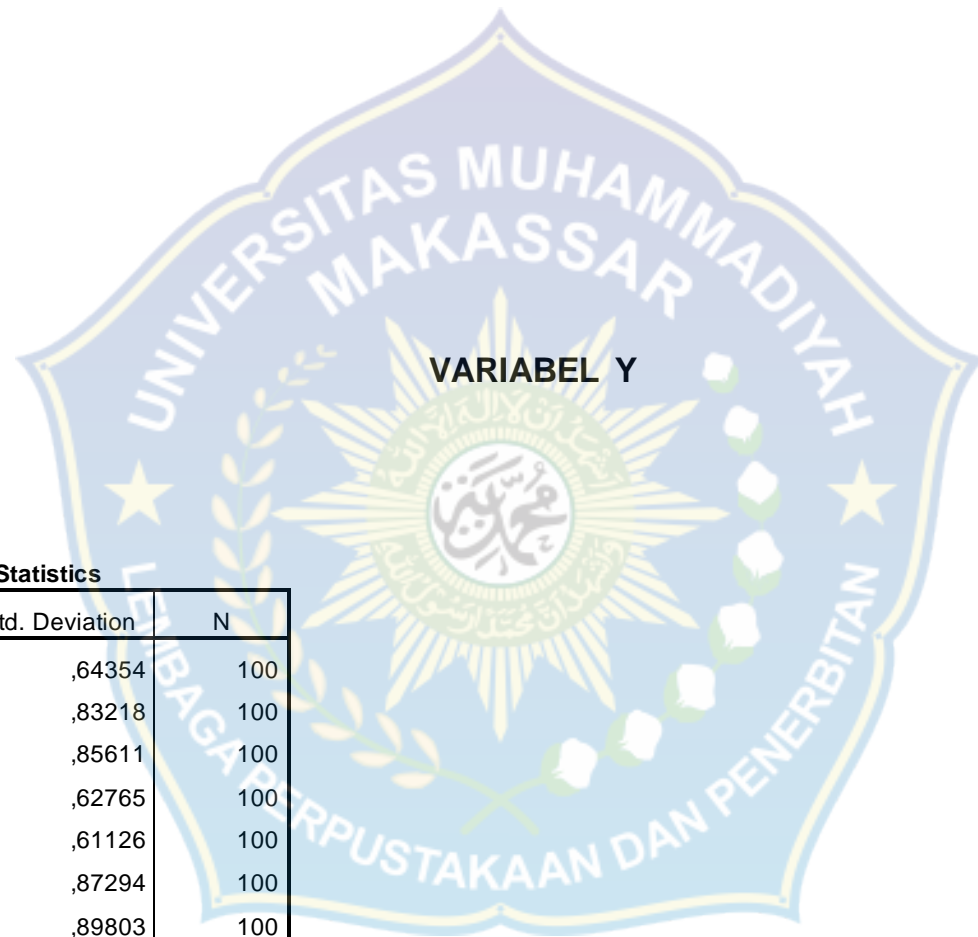 UNIVERSITAS MUHAMMADIYAH
MAKASSAR
VARIABEL Y
Statistics
td. Deviation N
,64354 100
,83218 100
,85611 100
,62765 100
,61126 100
,87294 100
,89803 100
LEMBAGA PERPUSTAKAAN DAN PENERBITAN